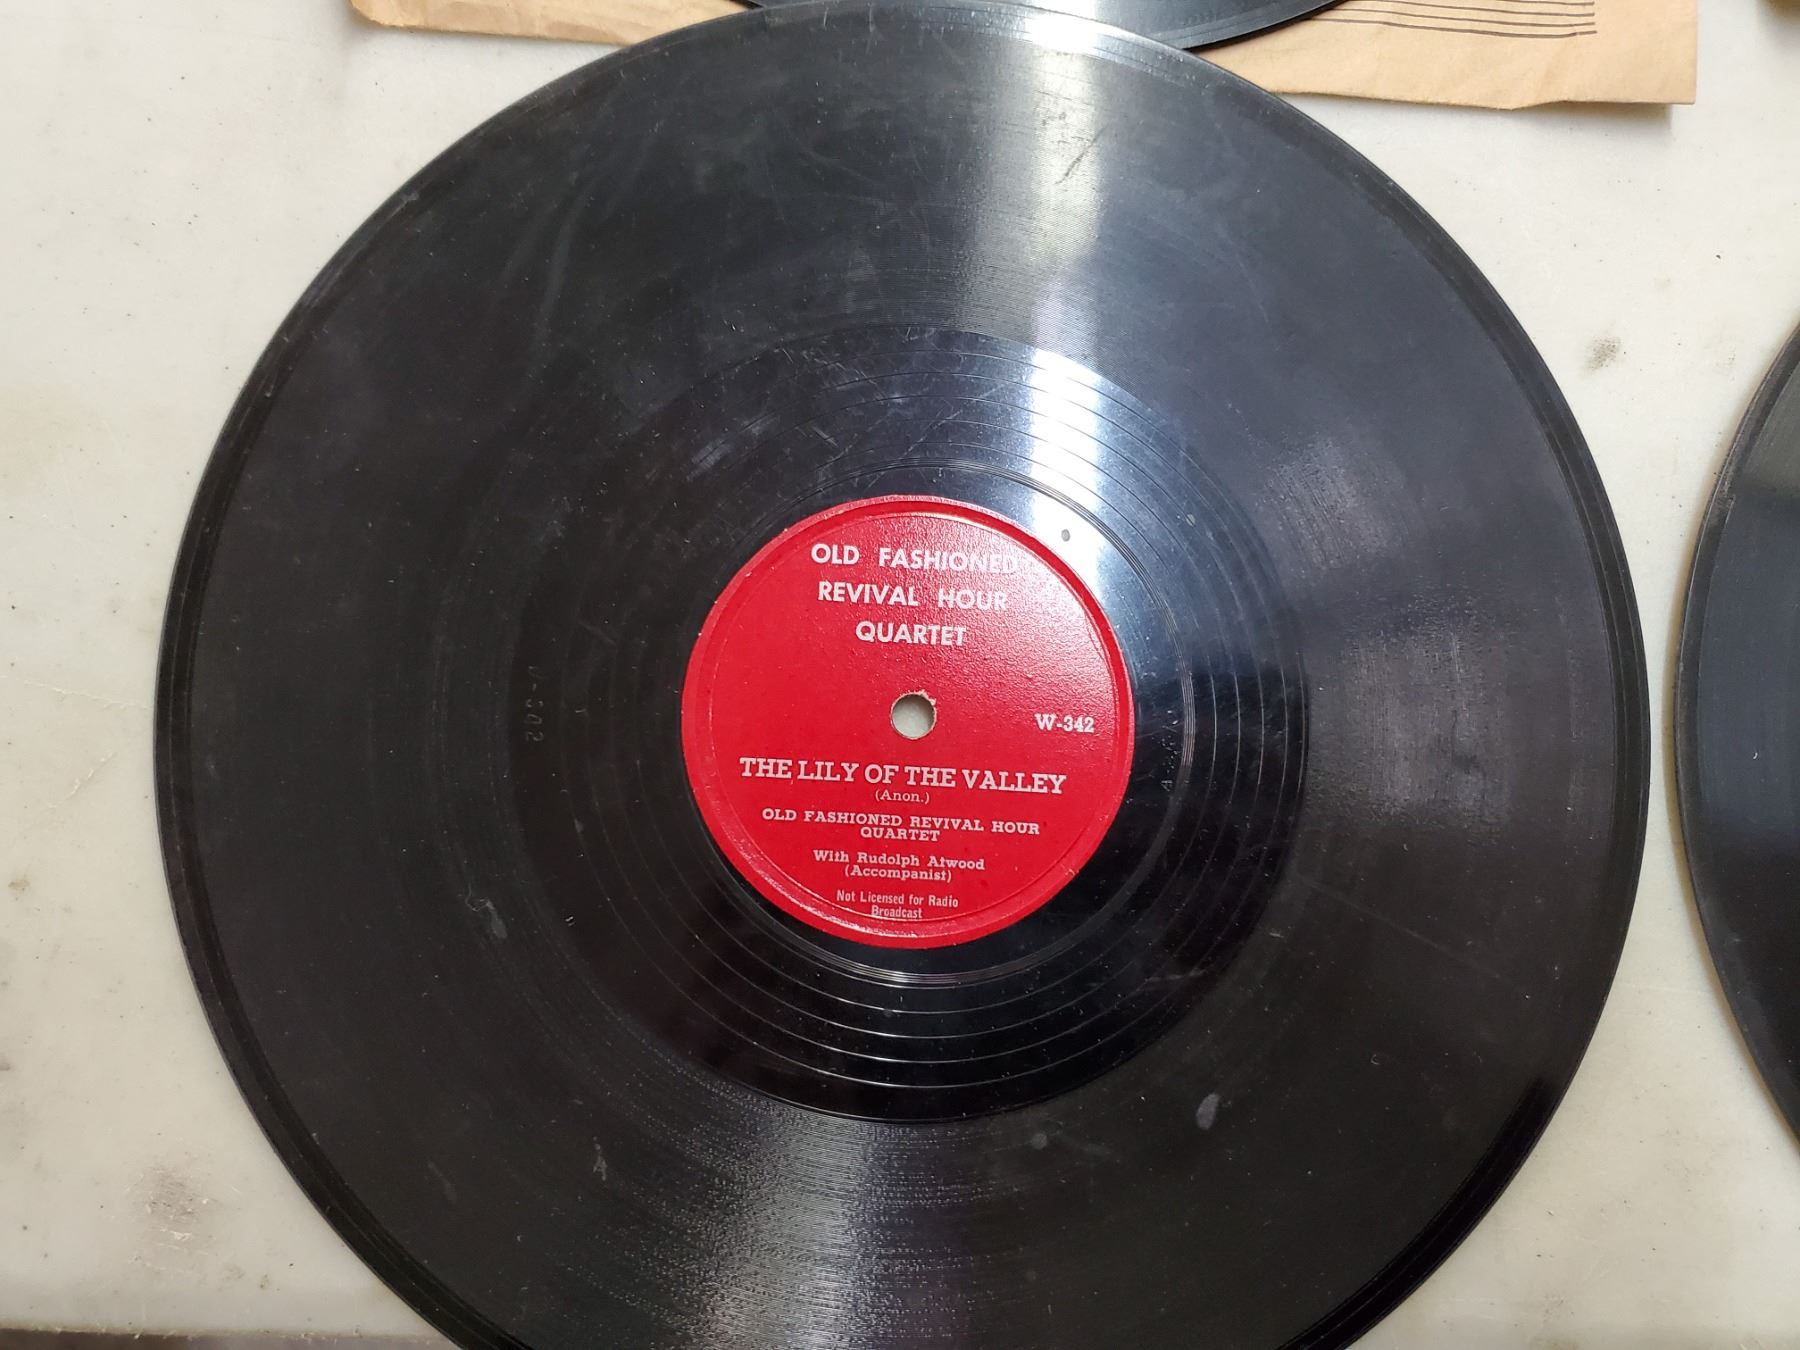 OLD FASHIONED
REVIVAL HOUR
QUARTET
W-342
THE LILY OF THE VALLEY
(Anon.)
OLD FASHIONED REVIVAL HOUR
QUARTET
With Rudolph Atwood
(Accompanist)
Not Licensed for Radio
Broadcast